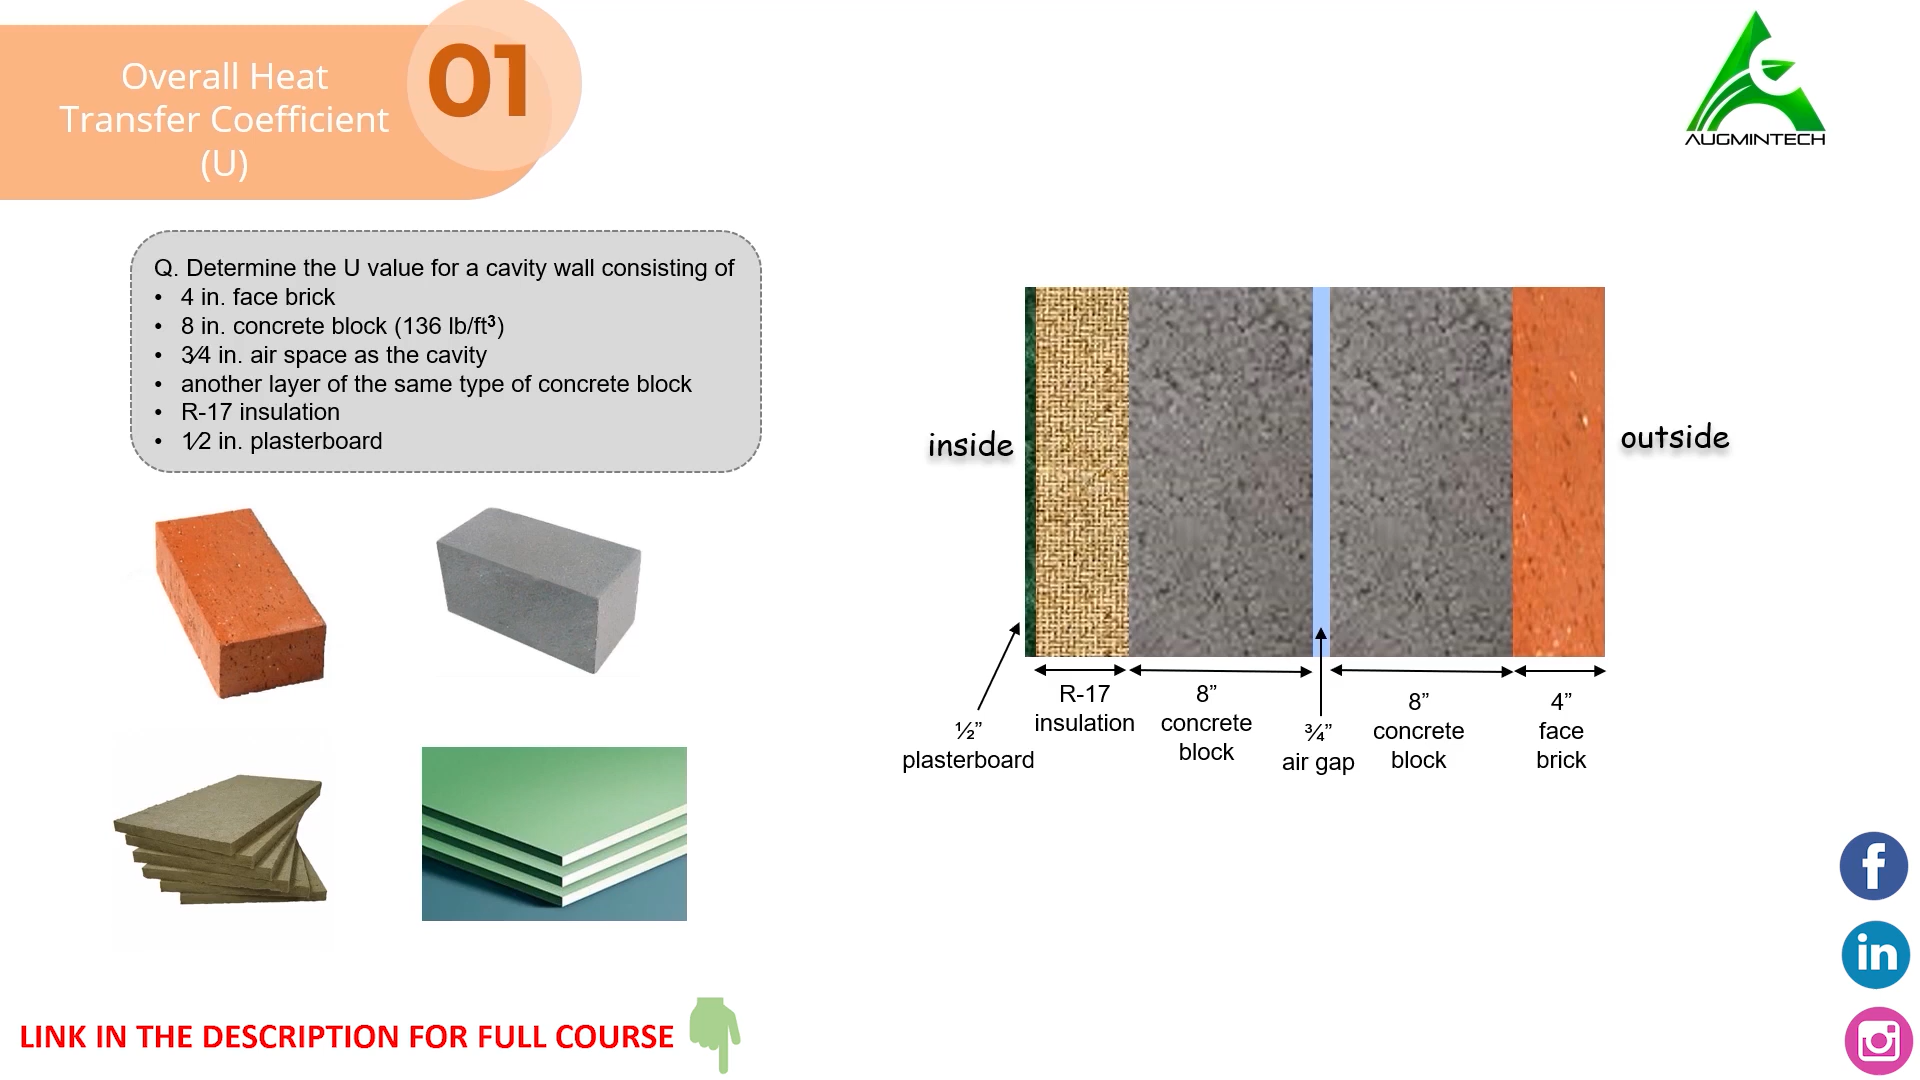 Overall Heat
Transfer Coefficient
(U)
01
AUGMINTECH
Q. Determine the U value for a cavity wall consisting of
• 4 in. face brick
• 8 in. concrete block (136 lb/ft³)
• 3⁄4 in. air space as the cavity
• another layer of the same type of concrete block
• R-17 insulation
• 1⁄2 in. plasterboard
inside
outside
½”
plasterboard
R-17
insulation
8”
concrete
block
¾”
air gap
8”
concrete
block
4”
face
brick
LINK IN THE DESCRIPTION FOR FULL COURSE
f
in